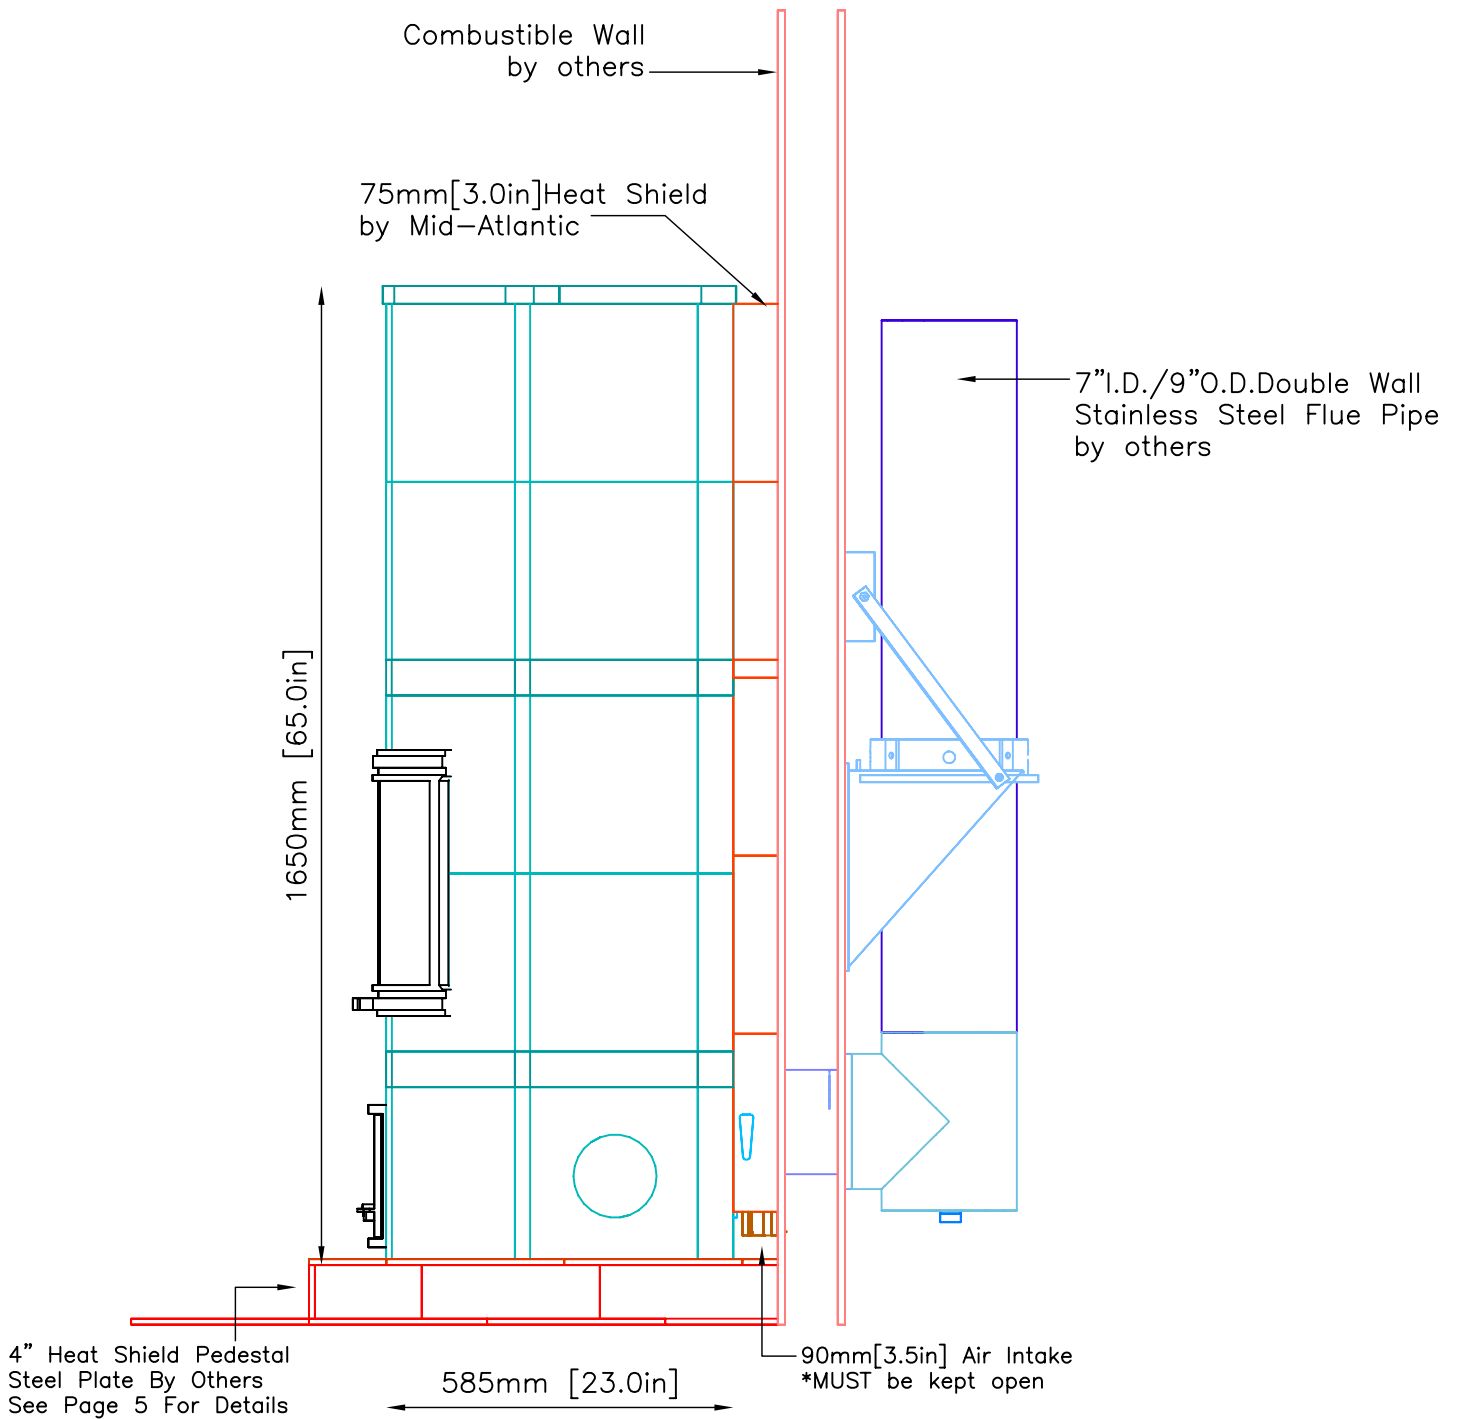 Combustible Wall
by others
75mm[3.0in]Heat Shield
by Mid-Atlantic
7"I.D./9"O.D.Double Wall
Stainless Steel Flue Pipe
by others
1650mm [65.0in]
4" Heat Shield Pedestal
Steel Plate By Others
See Page 5 For Details
585mm [23.0in]
90mm[3.5in] Air Intake
*MUST be kept open